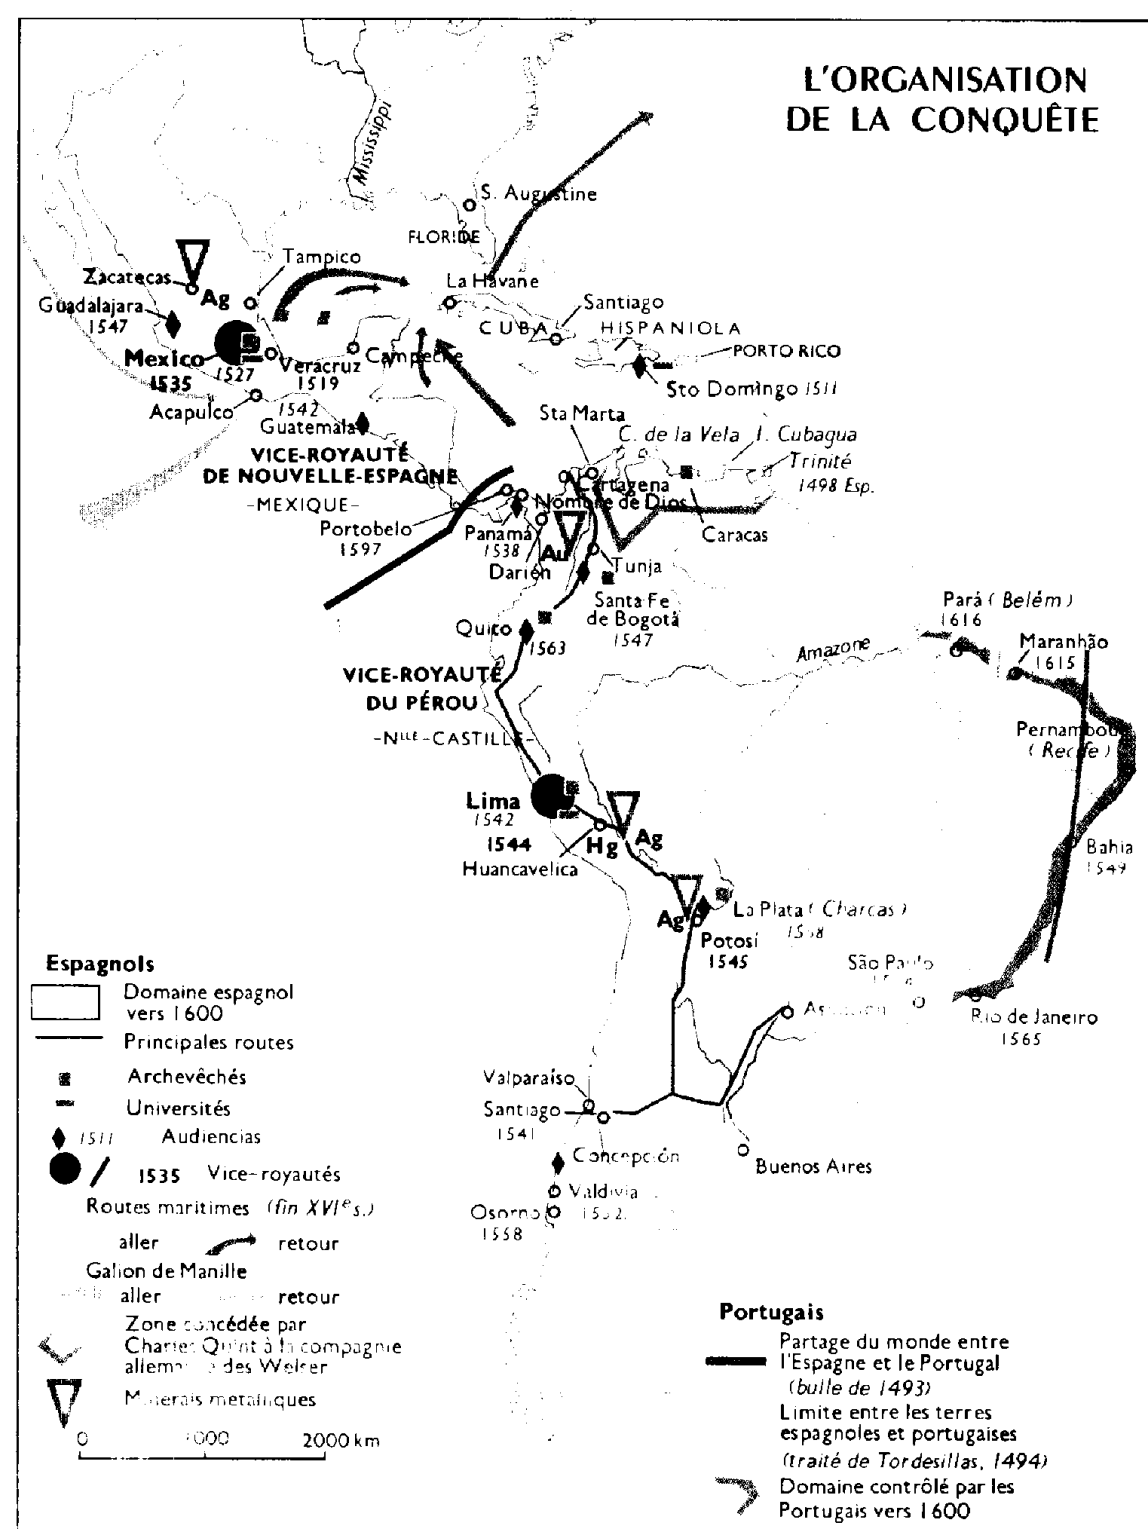 L'ORGANISATION
DE LA CONQUÊTE
Mississippi
S. Augustine
FLORIDE
Tampico
Zacatecas
Ag
La Havane
Guadalajara
1547
Santiago
CUBA
HISPANIOLA
PORTO RICO
Mexico
1535
1527
Veracruz
1519
Campeche
Sto Domingo 1511
Acapulco
1542
Guatemala
Sta Marta
C. de la Vela
I. Cubagua
Trinité
1498 Esp.
VICE-ROYAUTÉ
DE NOUVELLE-ESPAGNE
-MEXIQUE-
Cartagena
Nombre de Dios
Portobelo
1597
Panamá
1538
Caracas
Darién
Au
Tunja
Santa Fe
de Bogotá
1547
Quito
1563
Pará (Belém)
1616
Maranhão
1615
Amazone
VICE-ROYAUTÉ
DU PÉROU
-NLLE-CASTILLE-
Pernambouc
(Recife)
Lima
1542
1544
Hg
Ag
Huancavelica
Bahia
1549
Ag
La Plata (Charcas)
Potosí
1545
São Paulo
Rio de Janeiro
1565
Valparaíso
Santiago
1541
Concepción
Buenos Aires
Valdivia
Osorno
1558
Espagnols
Domaine espagnol
vers 1600
Principales routes
Archevêchés
Universités
1511 Audiencias
1535 Vice-royautés
Routes maritimes (fin XVIe s.)
aller retour
Galion de Manille
aller retour
Zone concédée par
Charles Quint à la compagnie
allemande des Welser
Minerais métalliques
0 1000 2000 km
Portugais
Partage du monde entre
l'Espagne et le Portugal
(bulle de 1493)
Limite entre les terres
espagnoles et portugaises
(traité de Tordesillas, 1494)
Domaine contrôlé par les
Portugais vers 1600